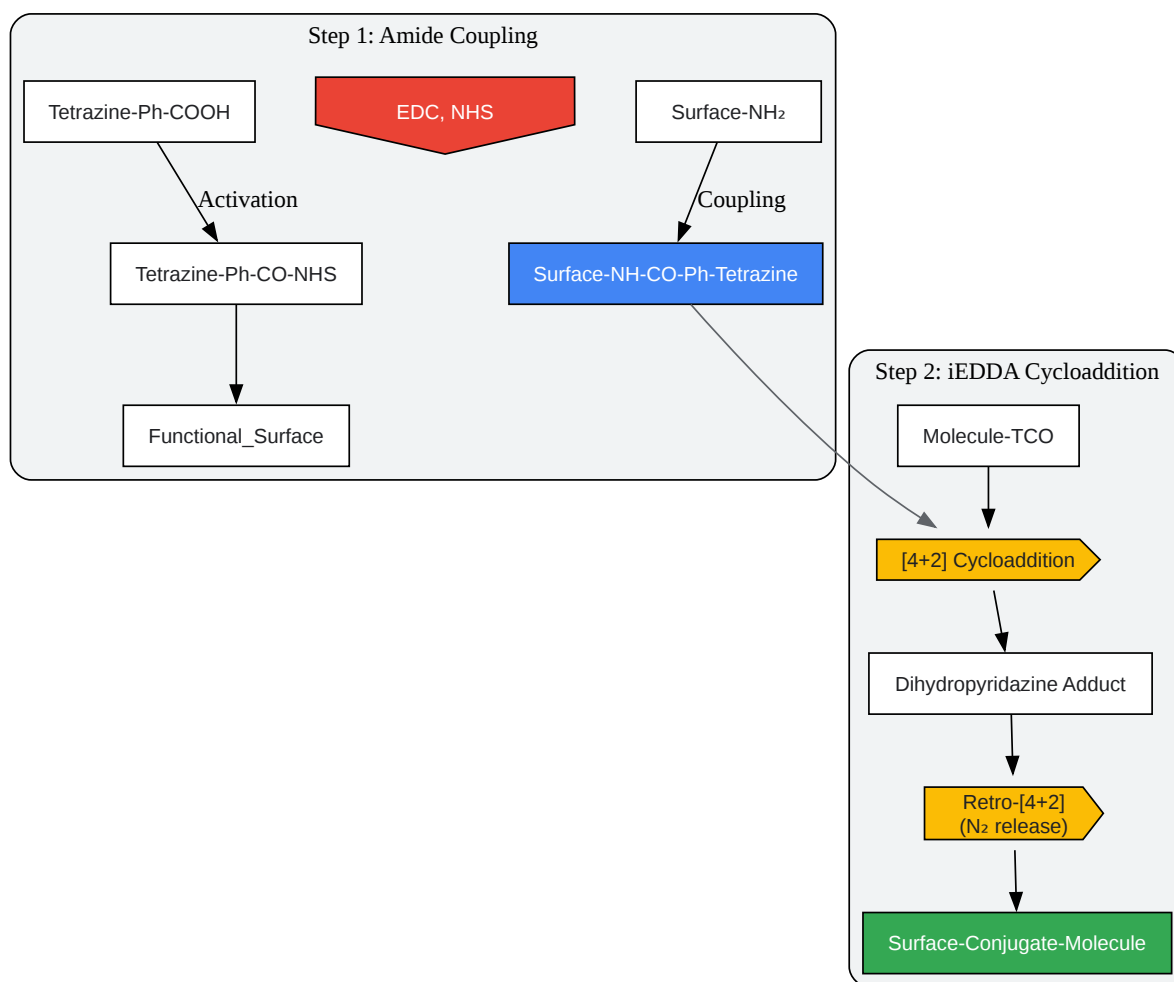 Step 1: Amide Coupling
Tetrazine-Ph-COOH
EDC, NHS
Surface-NH₂
Activation
Coupling
Tetrazine-Ph-CO-NHS
Surface-NH-CO-Ph-Tetrazine
Functional_Surface
Step 2: iEDDA Cycloaddition
Molecule-TCO
[4+2] Cycloaddition
Dihydropyridazine Adduct
Retro-[4+2]
(N₂ release)
Surface-Conjugate-Molecule